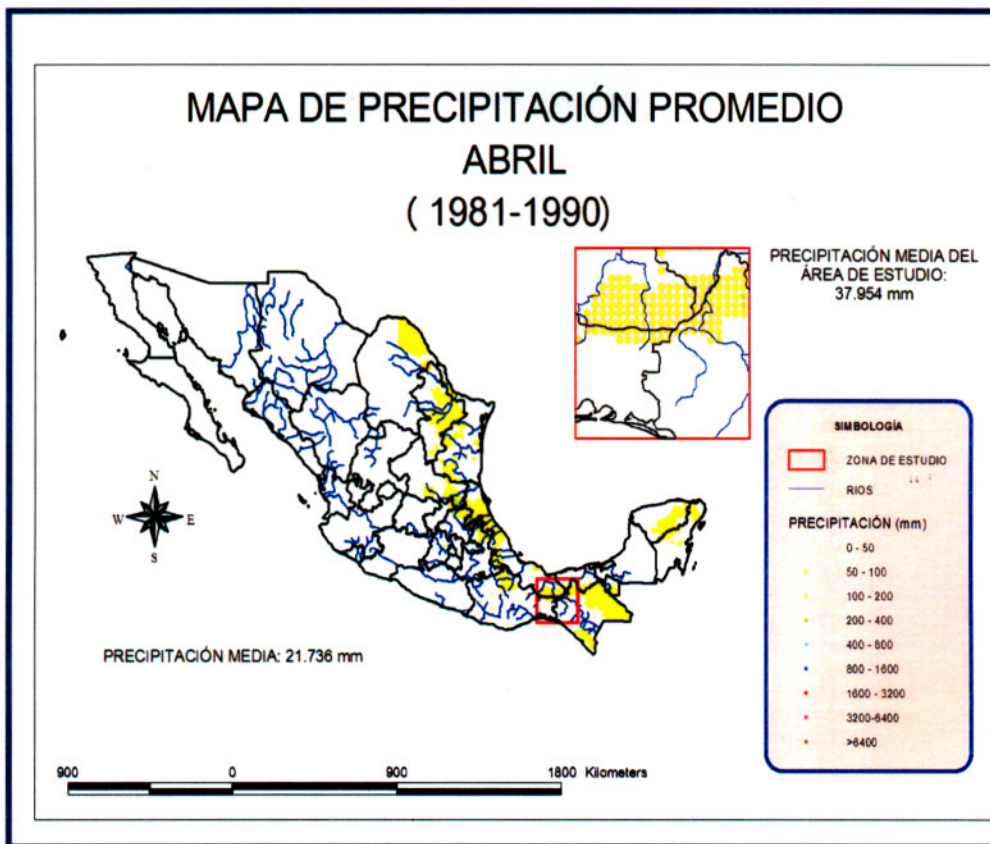 MAPA DE PRECIPITACIÓN PROMEDIO
ABRIL
( 1981-1990)
PRECIPITACIÓN MEDIA DEL
ÁREA DE ESTUDIO:
37.954 mm
SIMBOLOGÍA
ZONA DE ESTUDIO
RIOS
PRECIPITACIÓN (mm)
0 - 50
50 - 100
100 - 200
200 - 400
400 - 800
800 - 1600
1600 - 3200
3200-6400
>6400
N
W E
S
PRECIPITACIÓN MEDIA: 21.736 mm
900 0 900 1800 Kilometers